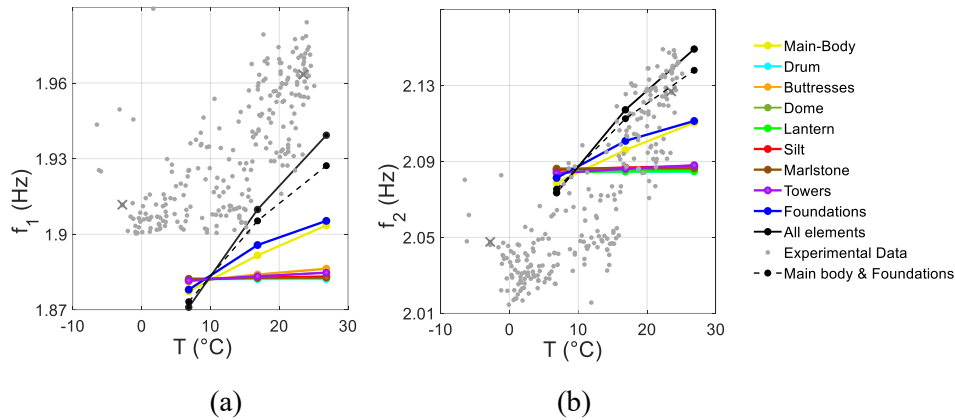 1.96
1.93
1.9
1.87
f1 (Hz)
-10 0 10 20 30
T (°C)
(a)
2.13
2.09
2.05
2.01
f2 (Hz)
-10 0 10 20 30
T (°C)
(b)
Main-Body
Drum
Buttresses
Dome
Lantern
Silt
Marlstone
Towers
Foundations
All elements
Experimental Data
Main body & Foundations